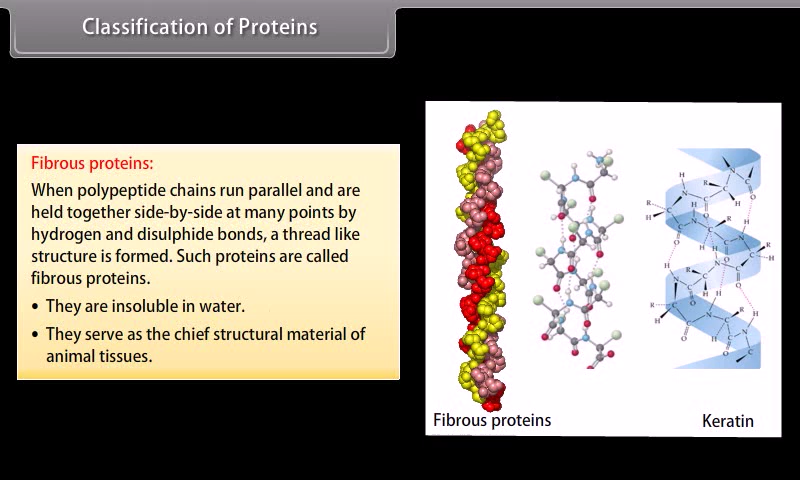 Classification of Proteins
Fibrous proteins:
When polypeptide chains run parallel and are
held together side-by-side at many points by
hydrogen and disulphide bonds, a thread like
structure is formed. Such proteins are called
fibrous proteins.
• They are insoluble in water.
• They serve as the chief structural material of
animal tissues.
Fibrous proteins
Keratin